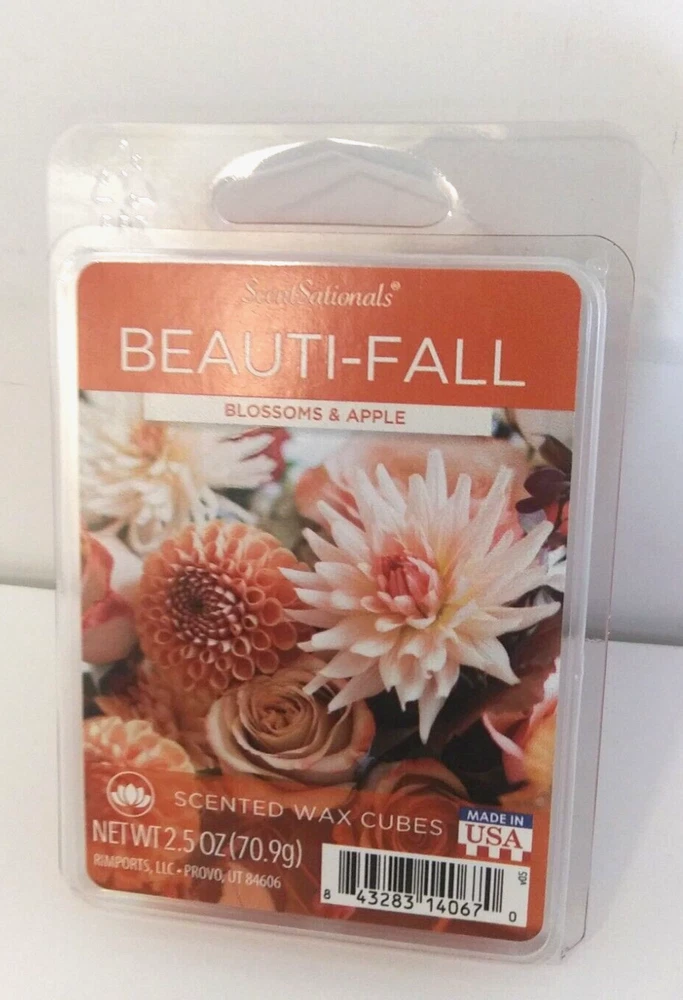 ScentSationals®
BEAUTI-FALL
BLOSSOMS & APPLE
SCENTED WAX CUBES
NET WT 2.5 OZ (70.9g)
RIMPORTS, LLC • PROVO, UT 84606
MADE IN
USA
S04
8 43283 14067 0